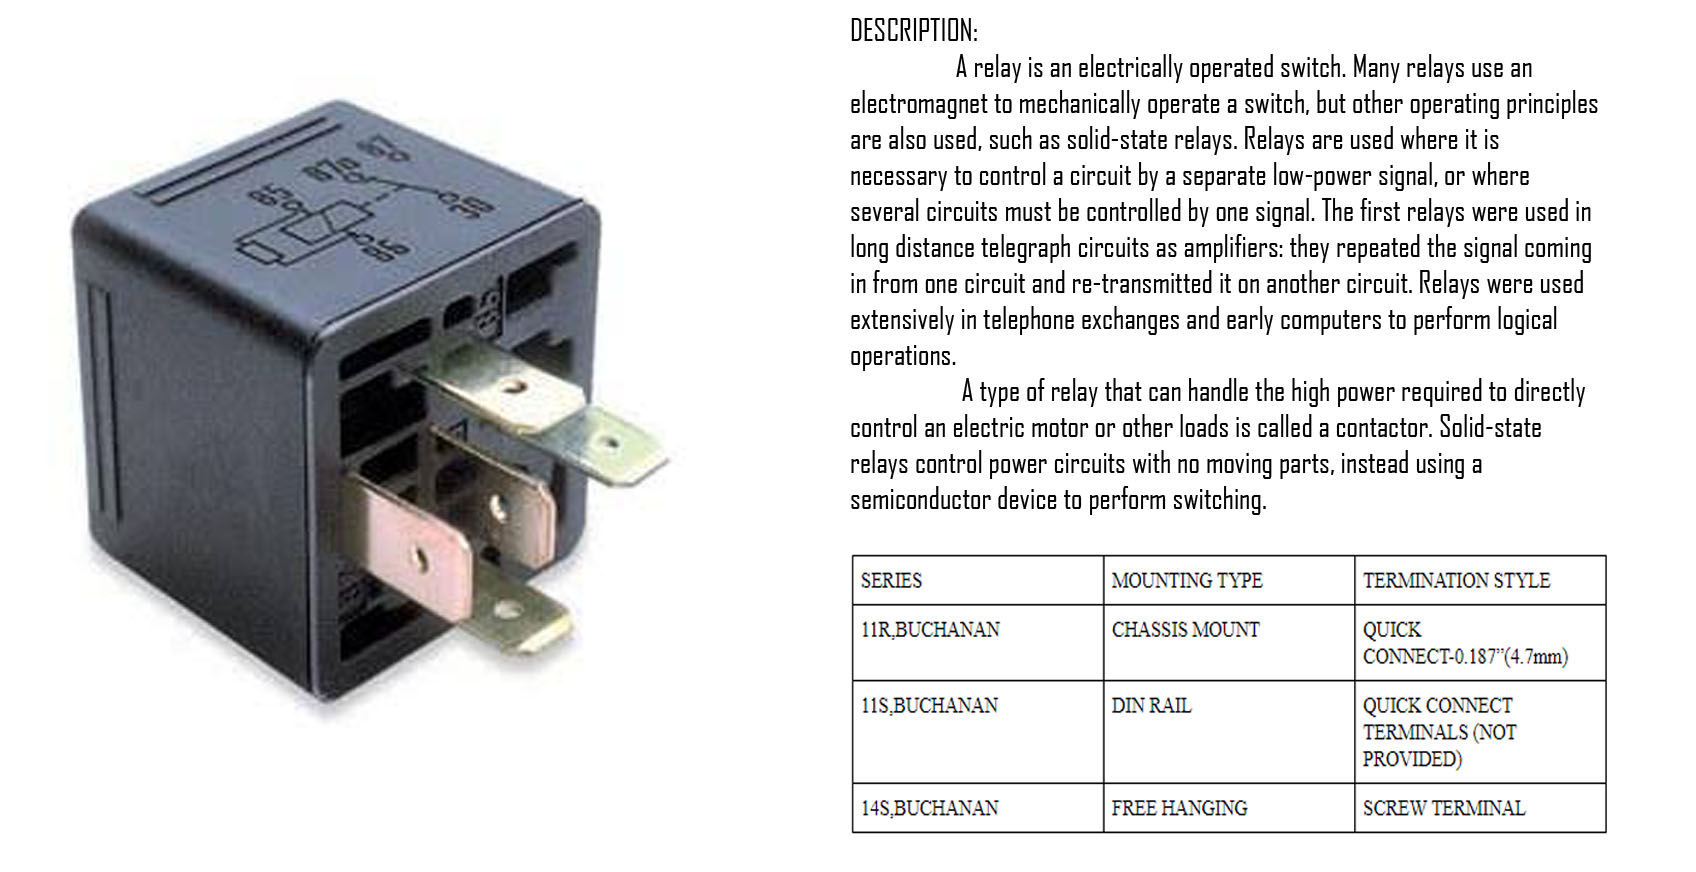 87
87a
85
30
86
DESCRIPTION:
A relay is an electrically operated switch. Many relays use an
electromagnet to mechanically operate a switch, but other operating principles
are also used, such as solid-state relays. Relays are used where it is
necessary to control a circuit by a separate low-power signal, or where
several circuits must be controlled by one signal. The first relays were used in
long distance telegraph circuits as amplifiers: they repeated the signal coming
in from one circuit and re-transmitted it on another circuit. Relays were used
extensively in telephone exchanges and early computers to perform logical
operations.
A type of relay that can handle the high power required to directly
control an electric motor or other loads is called a contactor. Solid-state
relays control power circuits with no moving parts, instead using a
semiconductor device to perform switching.
SERIES MOUNTING TYPE TERMINATION STYLE
11R,BUCHANAN CHASSIS MOUNT QUICK
CONNECT-0.187”(4.7mm)
11S,BUCHANAN DIN RAIL QUICK CONNECT
TERMINALS (NOT
PROVIDED)
14S,BUCHANAN FREE HANGING SCREW TERMINAL